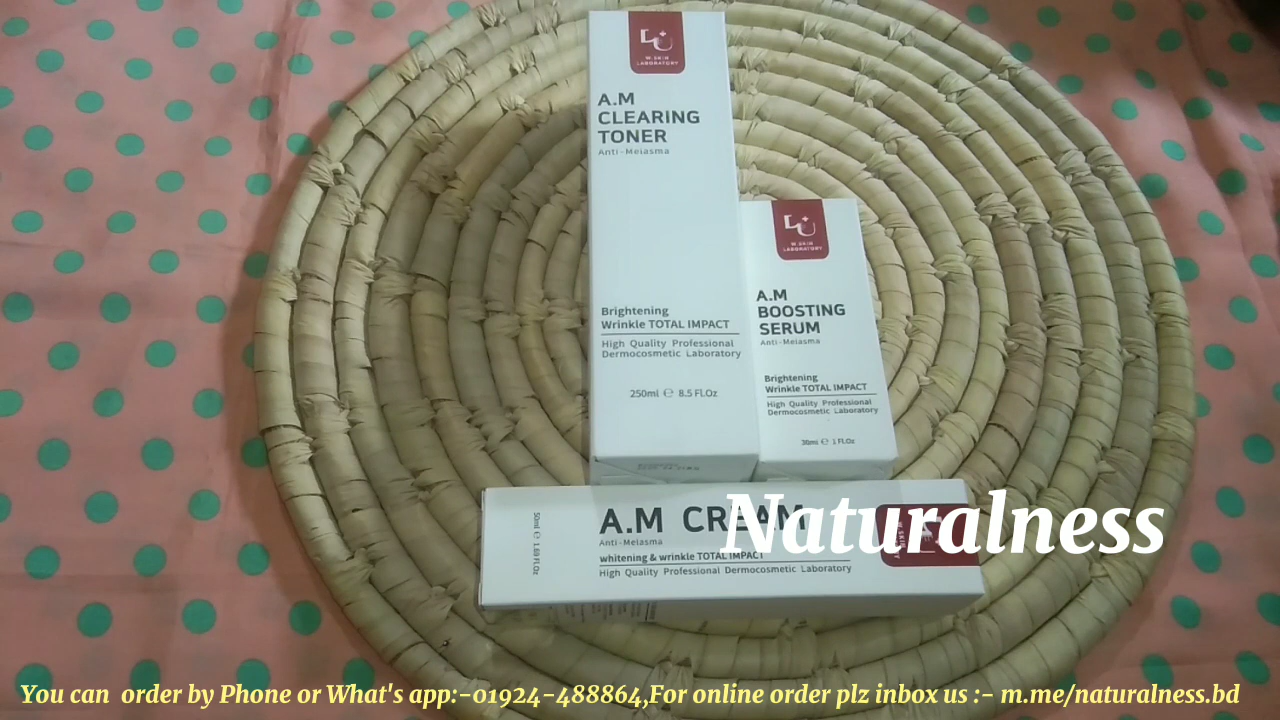 W.SKIN
LABORATORY
A.M
CLEARING
TONER
Anti-Melasma
Brightening
Wrinkle TOTAL IMPACT
High Quality Professional
Dermocosmetic Laboratory
250ml ℮ 8.5 FLOz
W.SKIN
LABORATORY
A.M
BOOSTING
SERUM
Anti-Melasma
Brightening
Wrinkle TOTAL IMPACT
High Quality Professional
Dermocosmetic Laboratory
30ml ℮ 1 FLOz
50ml ℮ 1.69 FLOz
A.M CREAM
Anti-Melasma
whitening & wrinkle TOTAL IMPACT
High Quality Professional Dermocosmetic Laboratory
Naturalness
You can order by Phone or What's app:-01924-488864,For online order plz inbox us :- m.me/naturalness.bd